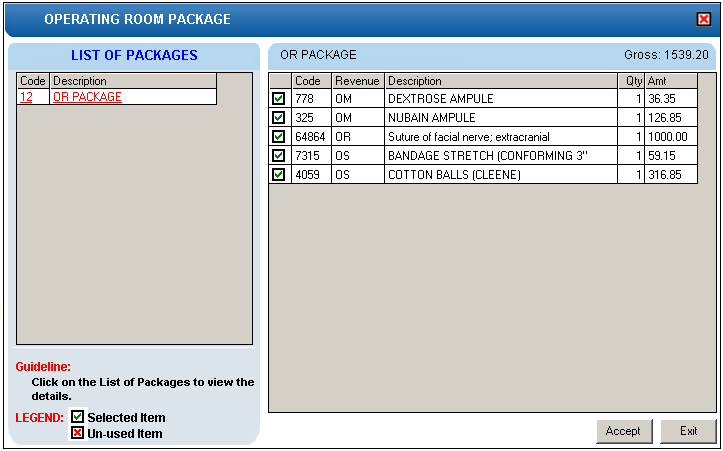 OPERATING ROOM PACKAGE
LIST OF PACKAGES
Code Description
12 OR PACKAGE
Guideline:
Click on the List of Packages to view the
details.
LEGEND: Selected Item
Un-used Item
OR PACKAGE Gross: 1539.20
Code Revenue Description Qty Amt
778 OM DEXTROSE AMPULE 1 36.35
325 OM NUBAIN AMPULE 1 126.85
64864 OR Suture of facial nerve; extracranial 1 1000.00
7315 OS BANDAGE STRETCH (CONFORMING 3" 1 59.15
4059 OS COTTON BALLS (CLEENE) 1 316.85
Accept Exit